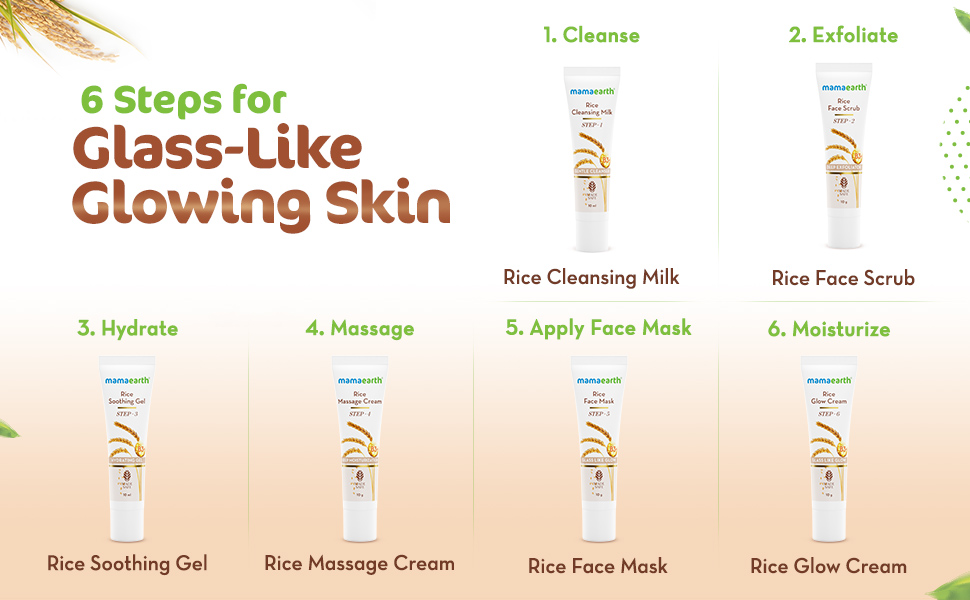 6 Steps for
Glass-Like
Glowing Skin
1. Cleanse
mamaearth
Rice
Cleansing Milk
STEP-1
Rice Cleansing Milk
2. Exfoliate
mamaearth
Rice
Face Scrub
STEP-2
Rice Face Scrub
3. Hydrate
mamaearth
Rice
Soothing Gel
STEP-3
Rice Soothing Gel
4. Massage
mamaearth
Rice
Massage Cream
STEP-4
Rice Massage Cream
5. Apply Face Mask
mamaearth
Rice
Face Mask
STEP-5
Rice Face Mask
6. Moisturize
mamaearth
Rice
Glow Cream
STEP-6
Rice Glow Cream